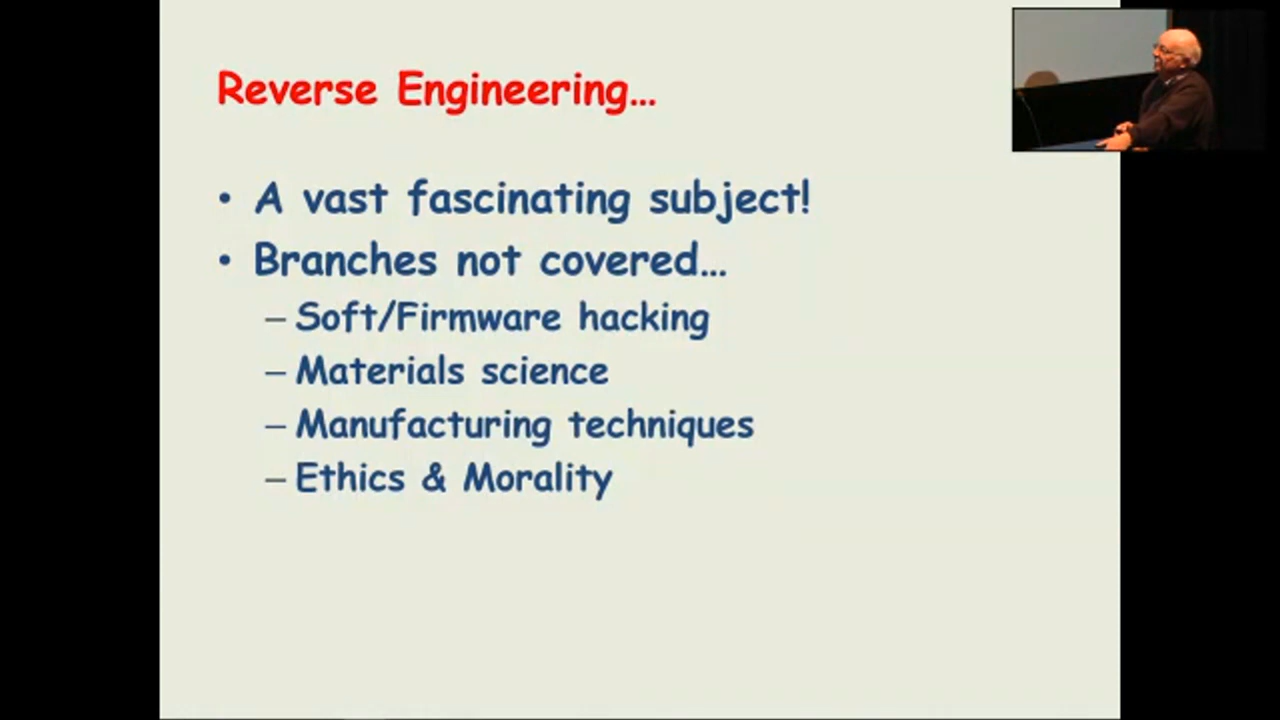 Reverse Engineering…
• A vast fascinating subject!
• Branches not covered…
– Soft/Firmware hacking
– Materials science
– Manufacturing techniques
– Ethics & Morality